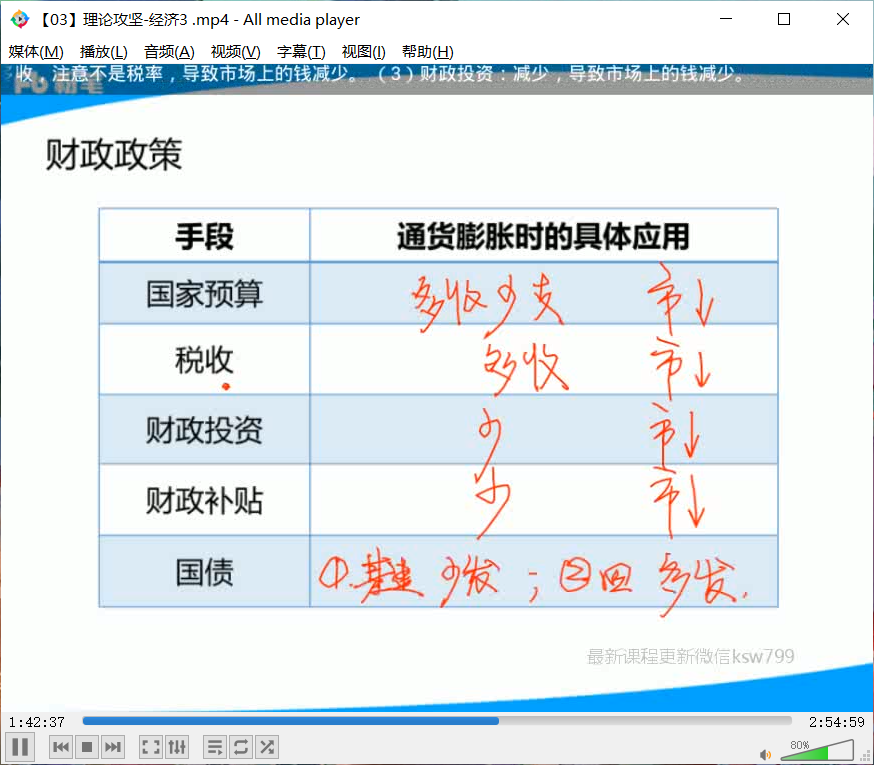 【03】理论攻坚-经济3 .mp4 - All media player
媒体(M) 播放(L) 音频(A) 视频(V) 字幕(T) 视图(I) 帮助(H)
收，注意不是税率，导致市场上的钱减少。（3）财政投资：减少，导致市场上的钱减少。
财政政策
手段 通货膨胀时的具体应用
国家预算 多收少支 市↓
税收 多收 市↓
财政投资 少 市↓
财政补贴 少 市↓
国债 ①.基建 少发 ；②回 多发.
最新课程更新微信ksw799
1:42:37 2:54:59
80%